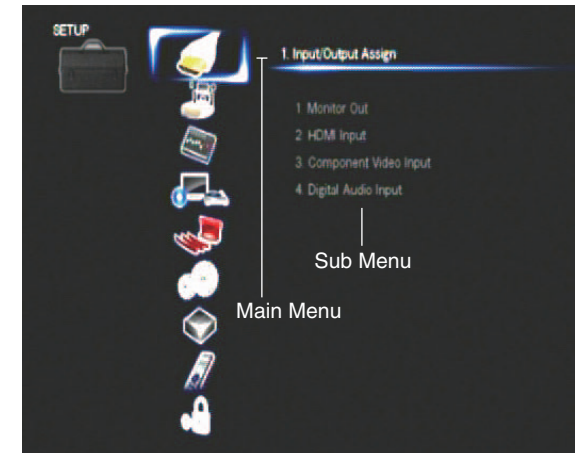 SETUP
1. Input/Output Assign
1 Monitor Out
2 HDMI Input
3 Component Video Input
4 Digital Audio Input
Sub Menu
Main Menu